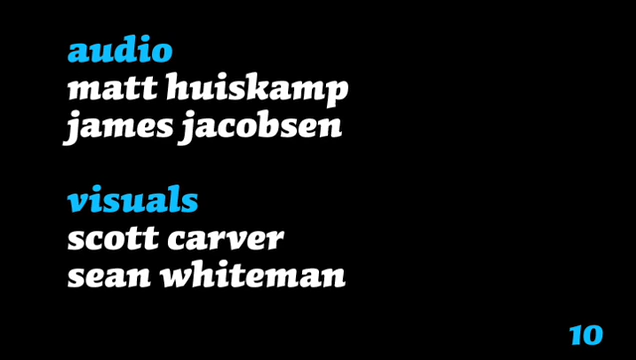 audio
matt huiskamp
james jacobsen
visuals
scott carver
sean whiteman
10